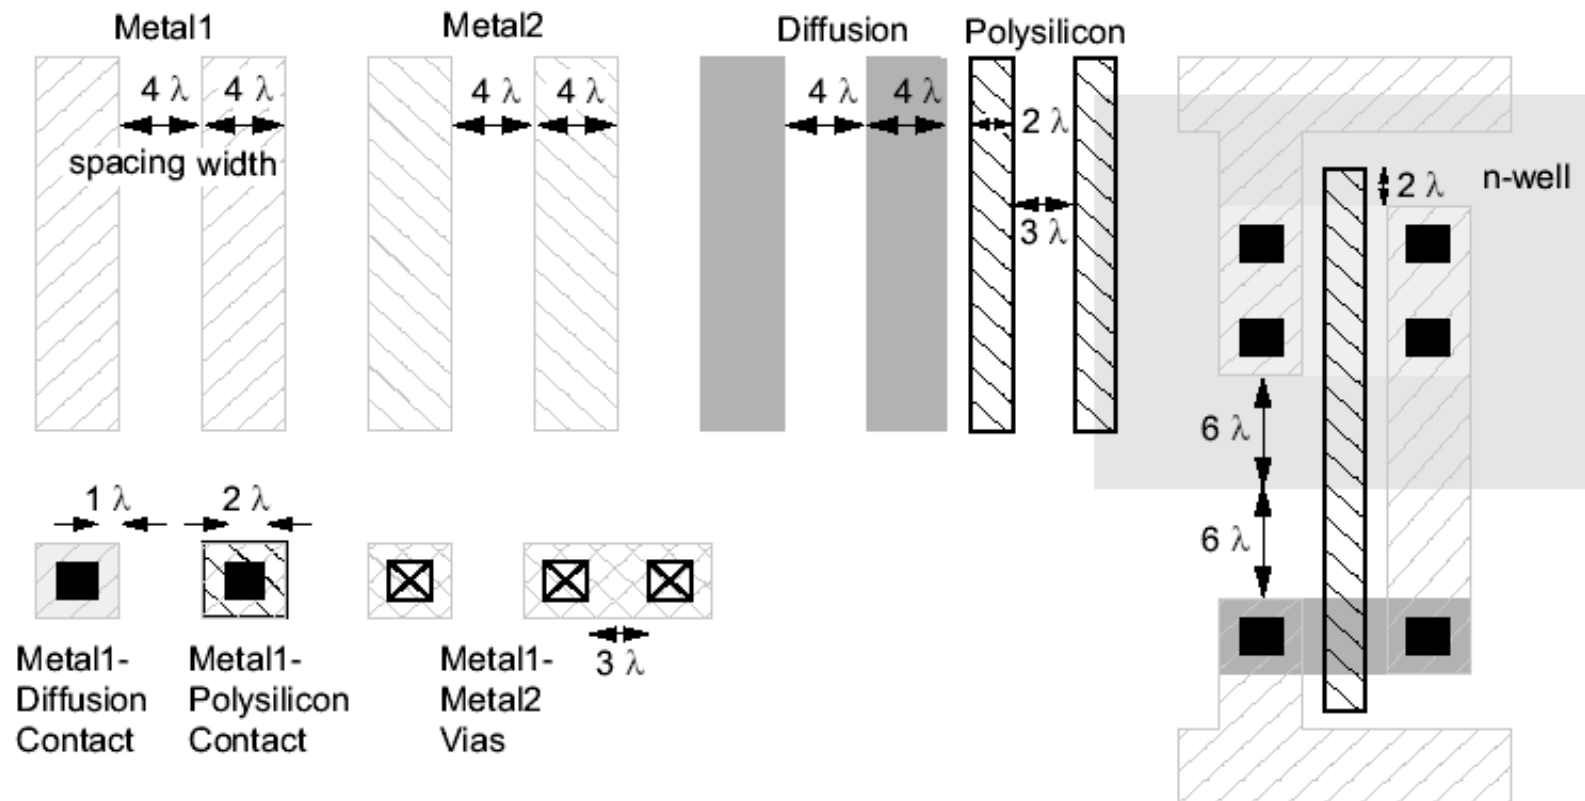 Metal1
Metal2
Diffusion
Polysilicon
4 λ
4 λ
4 λ
4 λ
4 λ
4 λ
2 λ
spacing width
3 λ
2 λ
n-well
6 λ
6 λ
1 λ
2 λ
3 λ
Metal1-
Diffusion
Contact
Metal1-
Polysilicon
Contact
Metal1-
Metal2
Vias